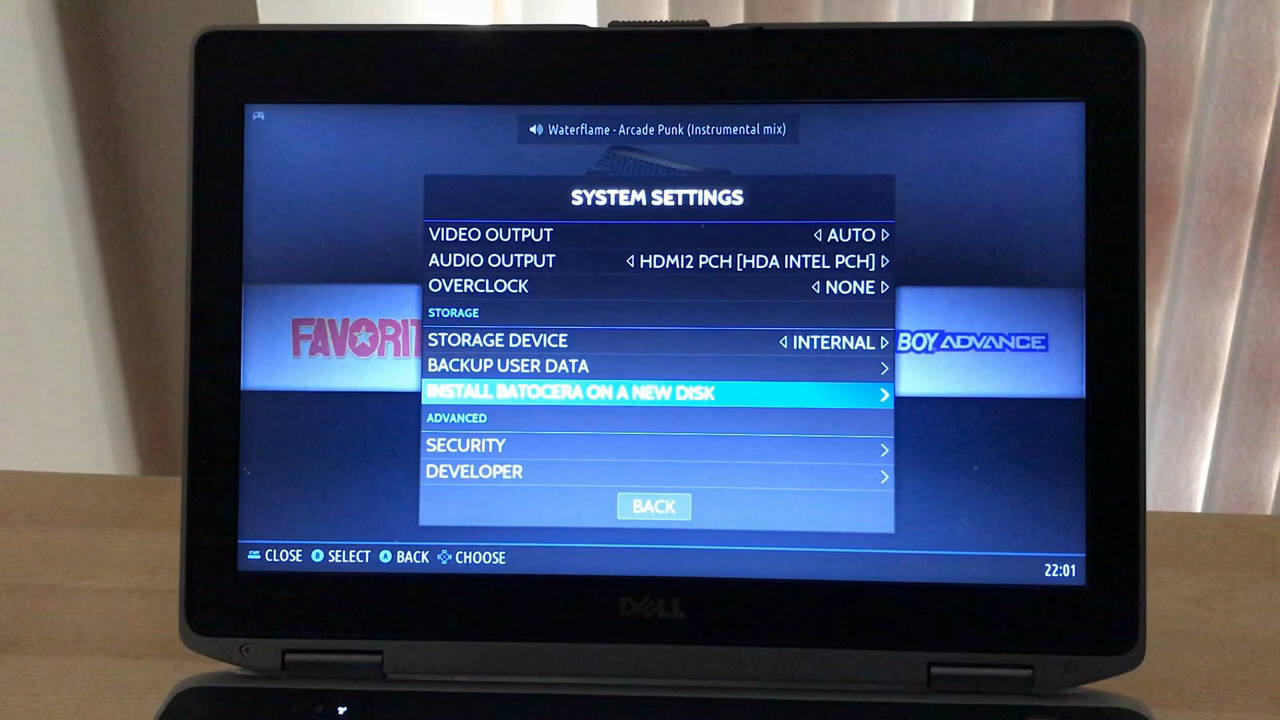 Waterflame - Arcade Punk (Instrumental mix)
SYSTEM SETTINGS
VIDEO OUTPUT AUTO
AUDIO OUTPUT HDMI2 PCH [HDA INTEL PCH]
OVERCLOCK NONE
STORAGE
STORAGE DEVICE INTERNAL
BACKUP USER DATA
INSTALL BATOCERA ON A NEW DISK
ADVANCED
SECURITY
DEVELOPER
BACK
FAVORIT
BOY ADVANCE
CLOSE B SELECT A BACK CHOOSE
22:01
DELL